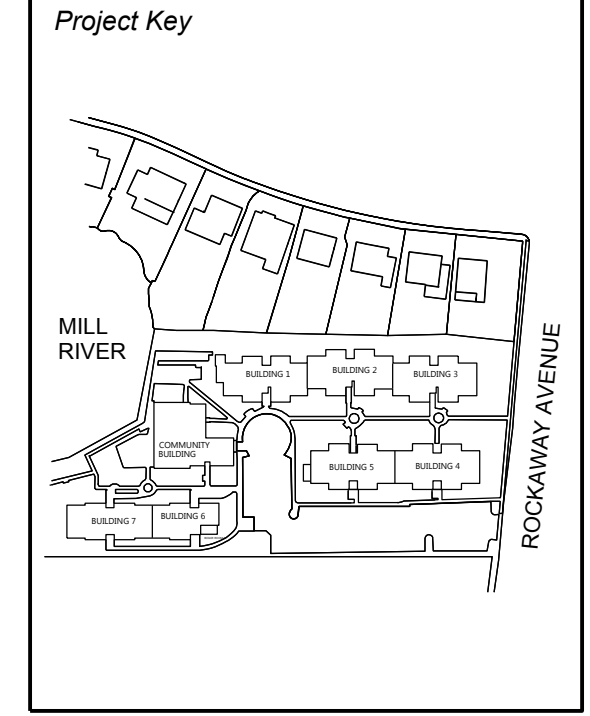 Project Key
MILL
RIVER
ROCKAWAY AVENUE
BUILDING 1
BUILDING 2
BUILDING 3
COMMUNITY
BUILDING
BUILDING 5
BUILDING 4
BUILDING 7
BUILDING 6